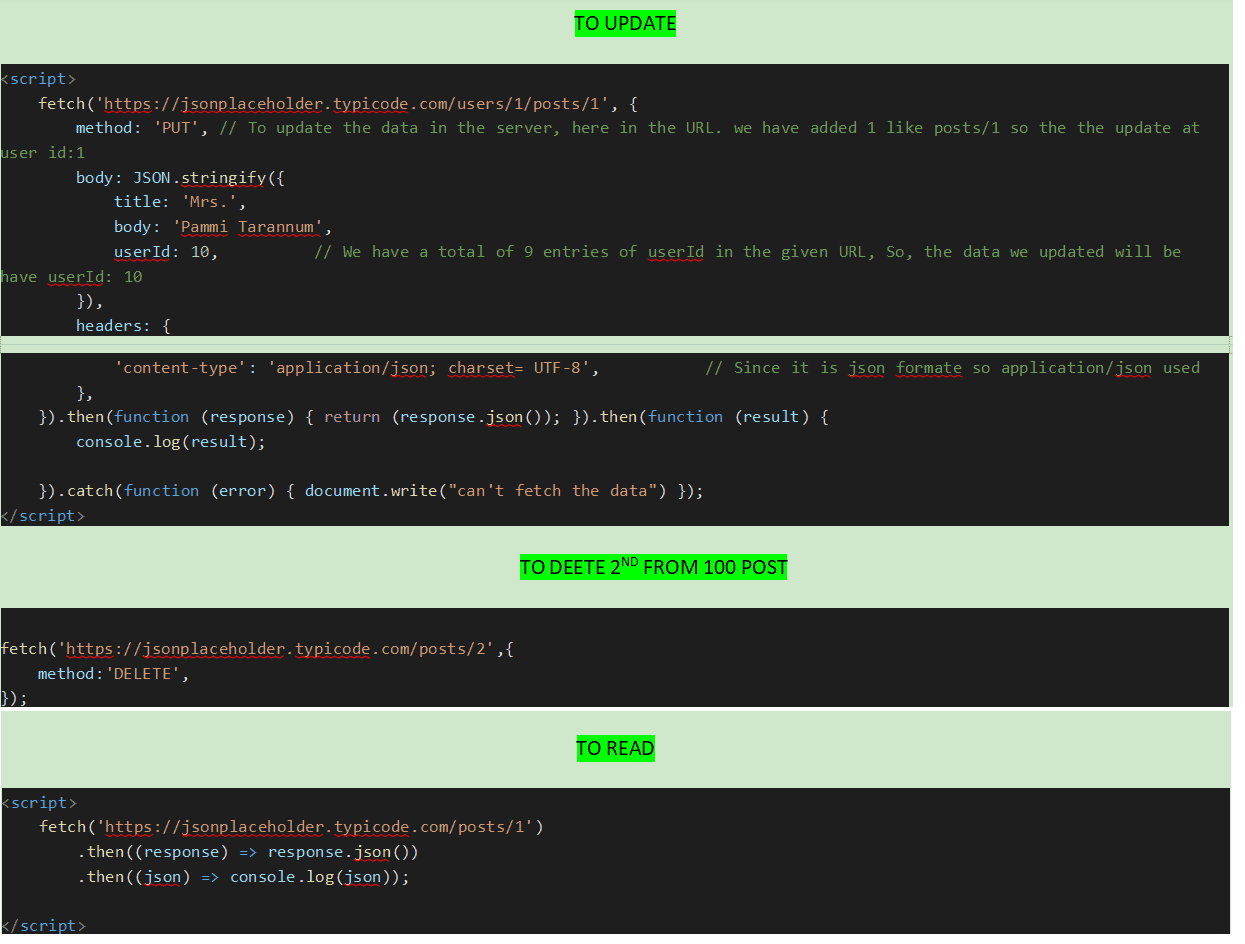 TO UPDATE
<script>
    fetch('https://jsonplaceholder.typicode.com/users/1/posts/1', {
        method: 'PUT', // To update the data in the server, here in the URL. we have added 1 like posts/1 so the the update at
user id:1
        body: JSON.stringify({
            title: 'Mrs.',
            body: 'Pammi Tarannum',
            userId: 10,          // We have a total of 9 entries of userId in the given URL, So, the data we updated will be
have userId: 10
        }),
        headers: {
            'content-type': 'application/json; charset= UTF-8',           // Since it is json formate so application/json used
        },
    }).then(function (response) { return (response.json()); }).then(function (result) {
        console.log(result);

    }).catch(function (error) { document.write("can't fetch the data") });
</script>
TO DEETE 2ND FROM 100 POST
fetch('https://jsonplaceholder.typicode.com/posts/2',{
    method:'DELETE',
});
TO READ
<script>
    fetch('https://jsonplaceholder.typicode.com/posts/1')
        .then((response) => response.json())
        .then((json) => console.log(json));

</script>